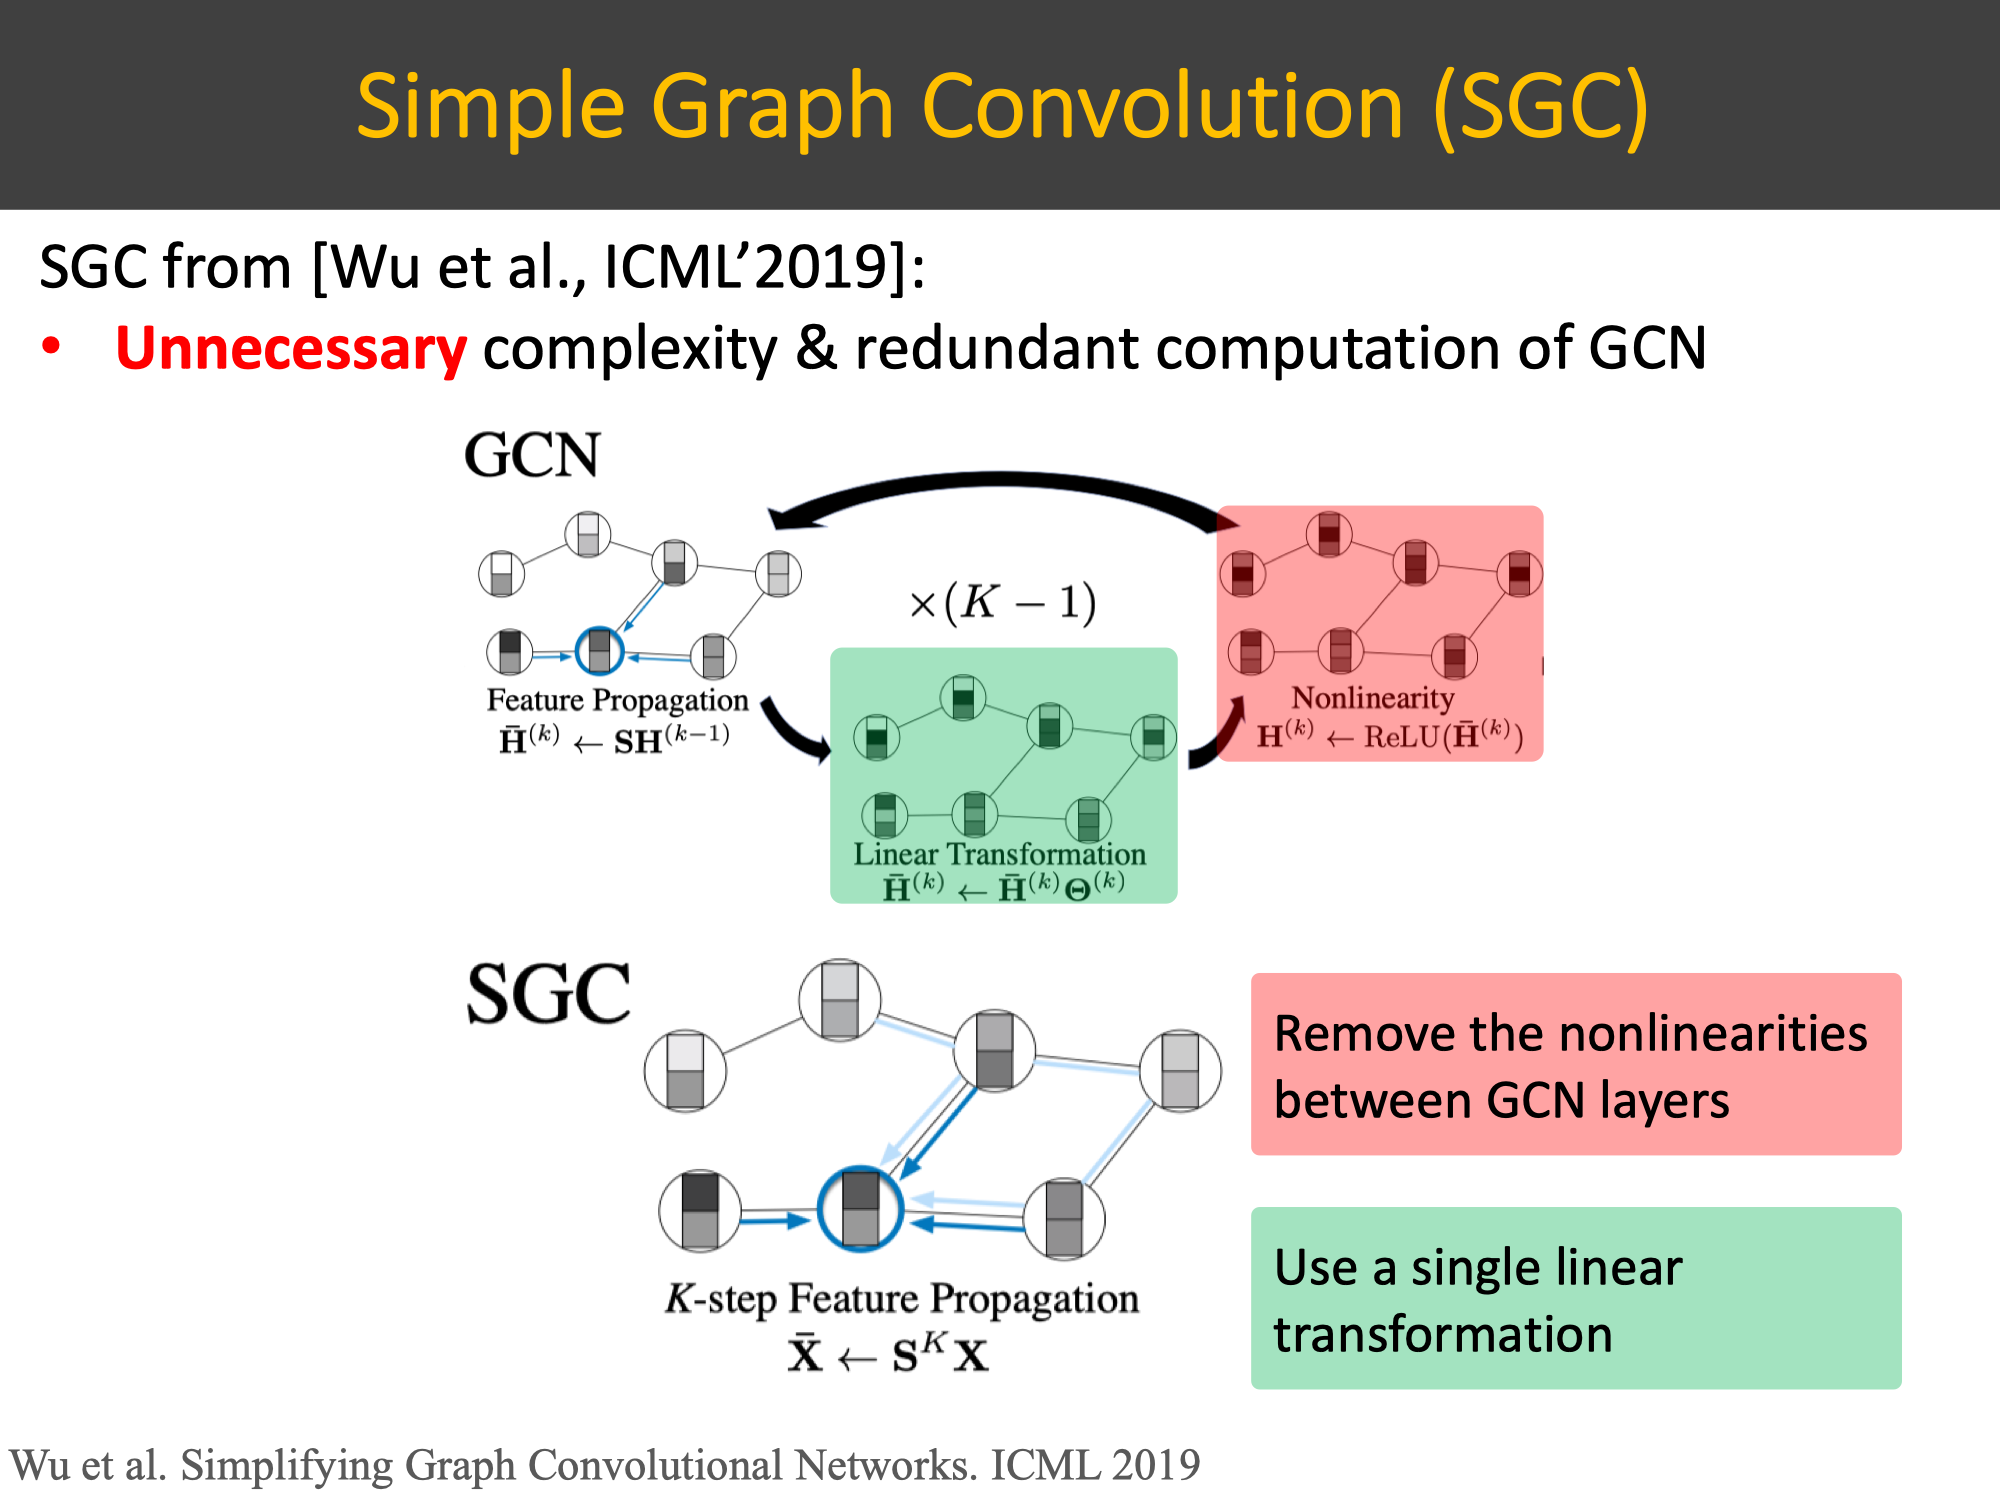 Simple Graph Convolution (SGC)
SGC from [Wu et al., ICML’2019]:
• Unnecessary complexity & redundant computation of GCN
GCN
×(K − 1)
Feature Propagation
H̄^(k) ← SH^(k−1)
Linear Transformation
H̄^(k) ← H̄^(k)Θ^(k)
Nonlinearity
H^(k) ← ReLU(H̄^(k))
SGC
K-step Feature Propagation
X̄ ← S^K X
Remove the nonlinearities
between GCN layers
Use a single linear
transformation
Wu et al. Simplifying Graph Convolutional Networks. ICML 2019